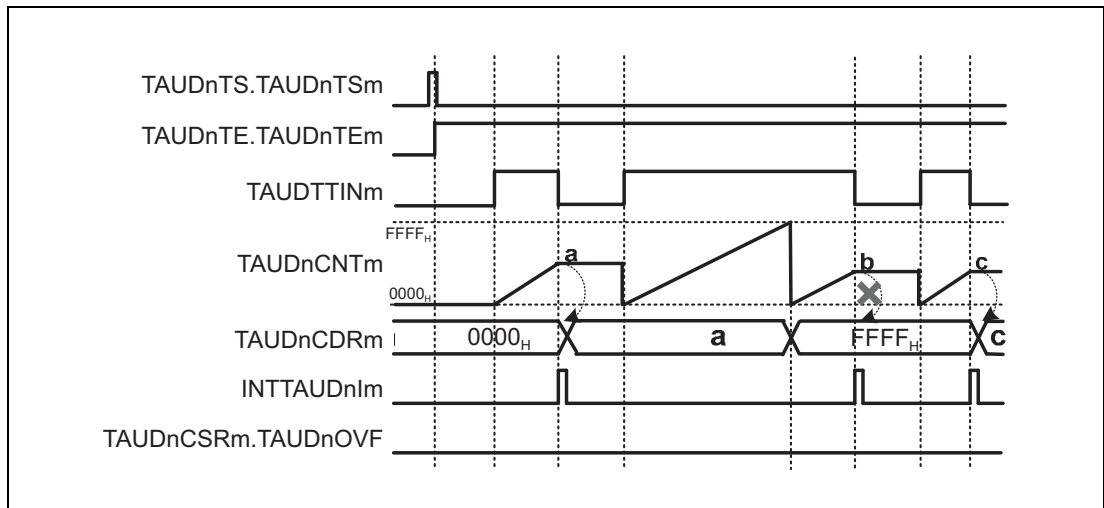 TAUDnTS.TAUDnTSm
TAUDnTE.TAUDnTEm
TAUDTTINm
FFFFH
TAUDnCNTm
a
b
c
0000H
TAUDnCDRm
0000H
a
FFFFH
c
INTTAUDnIm
TAUDnCSRm.TAUDnOVF